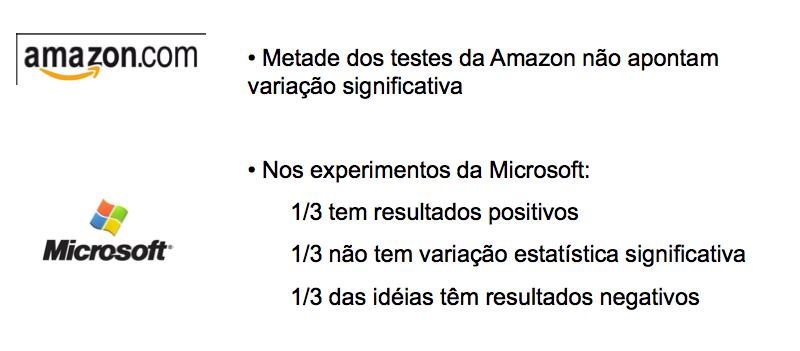 amazon.com
• Metade dos testes da Amazon não apontam
variação significativa
• Nos experimentos da Microsoft:
1/3 tem resultados positivos
Microsoft
1/3 não tem variação estatística significativa
1/3 das idéias têm resultados negativos